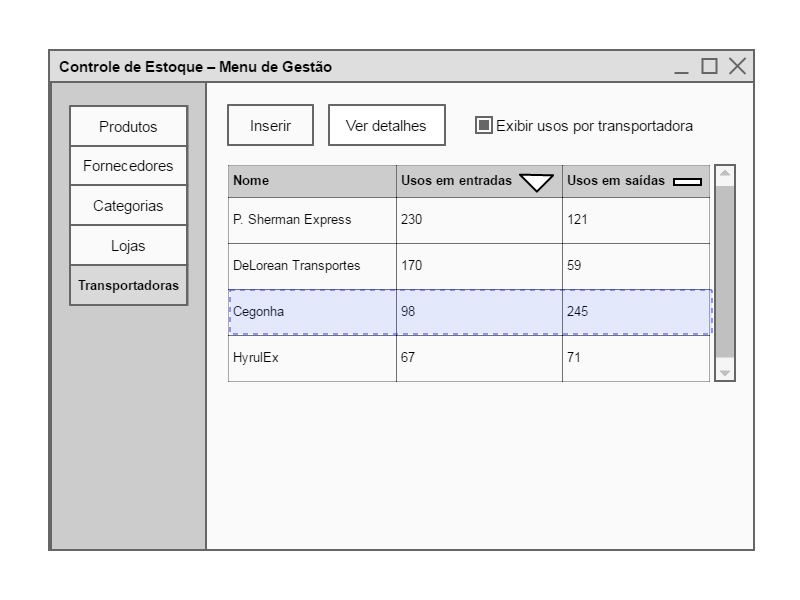 Controle de Estoque – Menu de Gestão
Produtos
Fornecedores
Categorias
Lojas
Transportadoras
Inserir
Ver detalhes
Exibir usos por transportadora
Nome Usos em entradas Usos em saídas
P. Sherman Express 230 121
DeLorean Transportes 170 59
Cegonha 98 245
HyrulEx 67 71